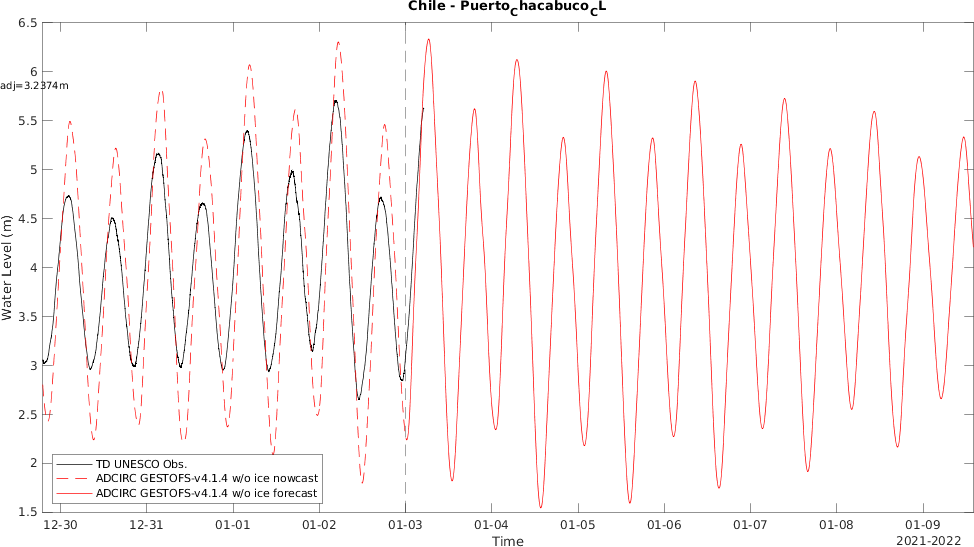 Chile - Puerto_Chacabuco_CL
6.5
6
adj=3.2374m
5.5
5
4.5
4
3.5
3
2.5
2
1.5
Water Level (m)
TD UNESCO Obs.
ADCIRC GESTOFS-v4.1.4 w/o ice nowcast
ADCIRC GESTOFS-v4.1.4 w/o ice forecast
12-30 12-31 01-01 01-02 01-03 01-04 01-05 01-06 01-07 01-08 01-09
Time
2021-2022